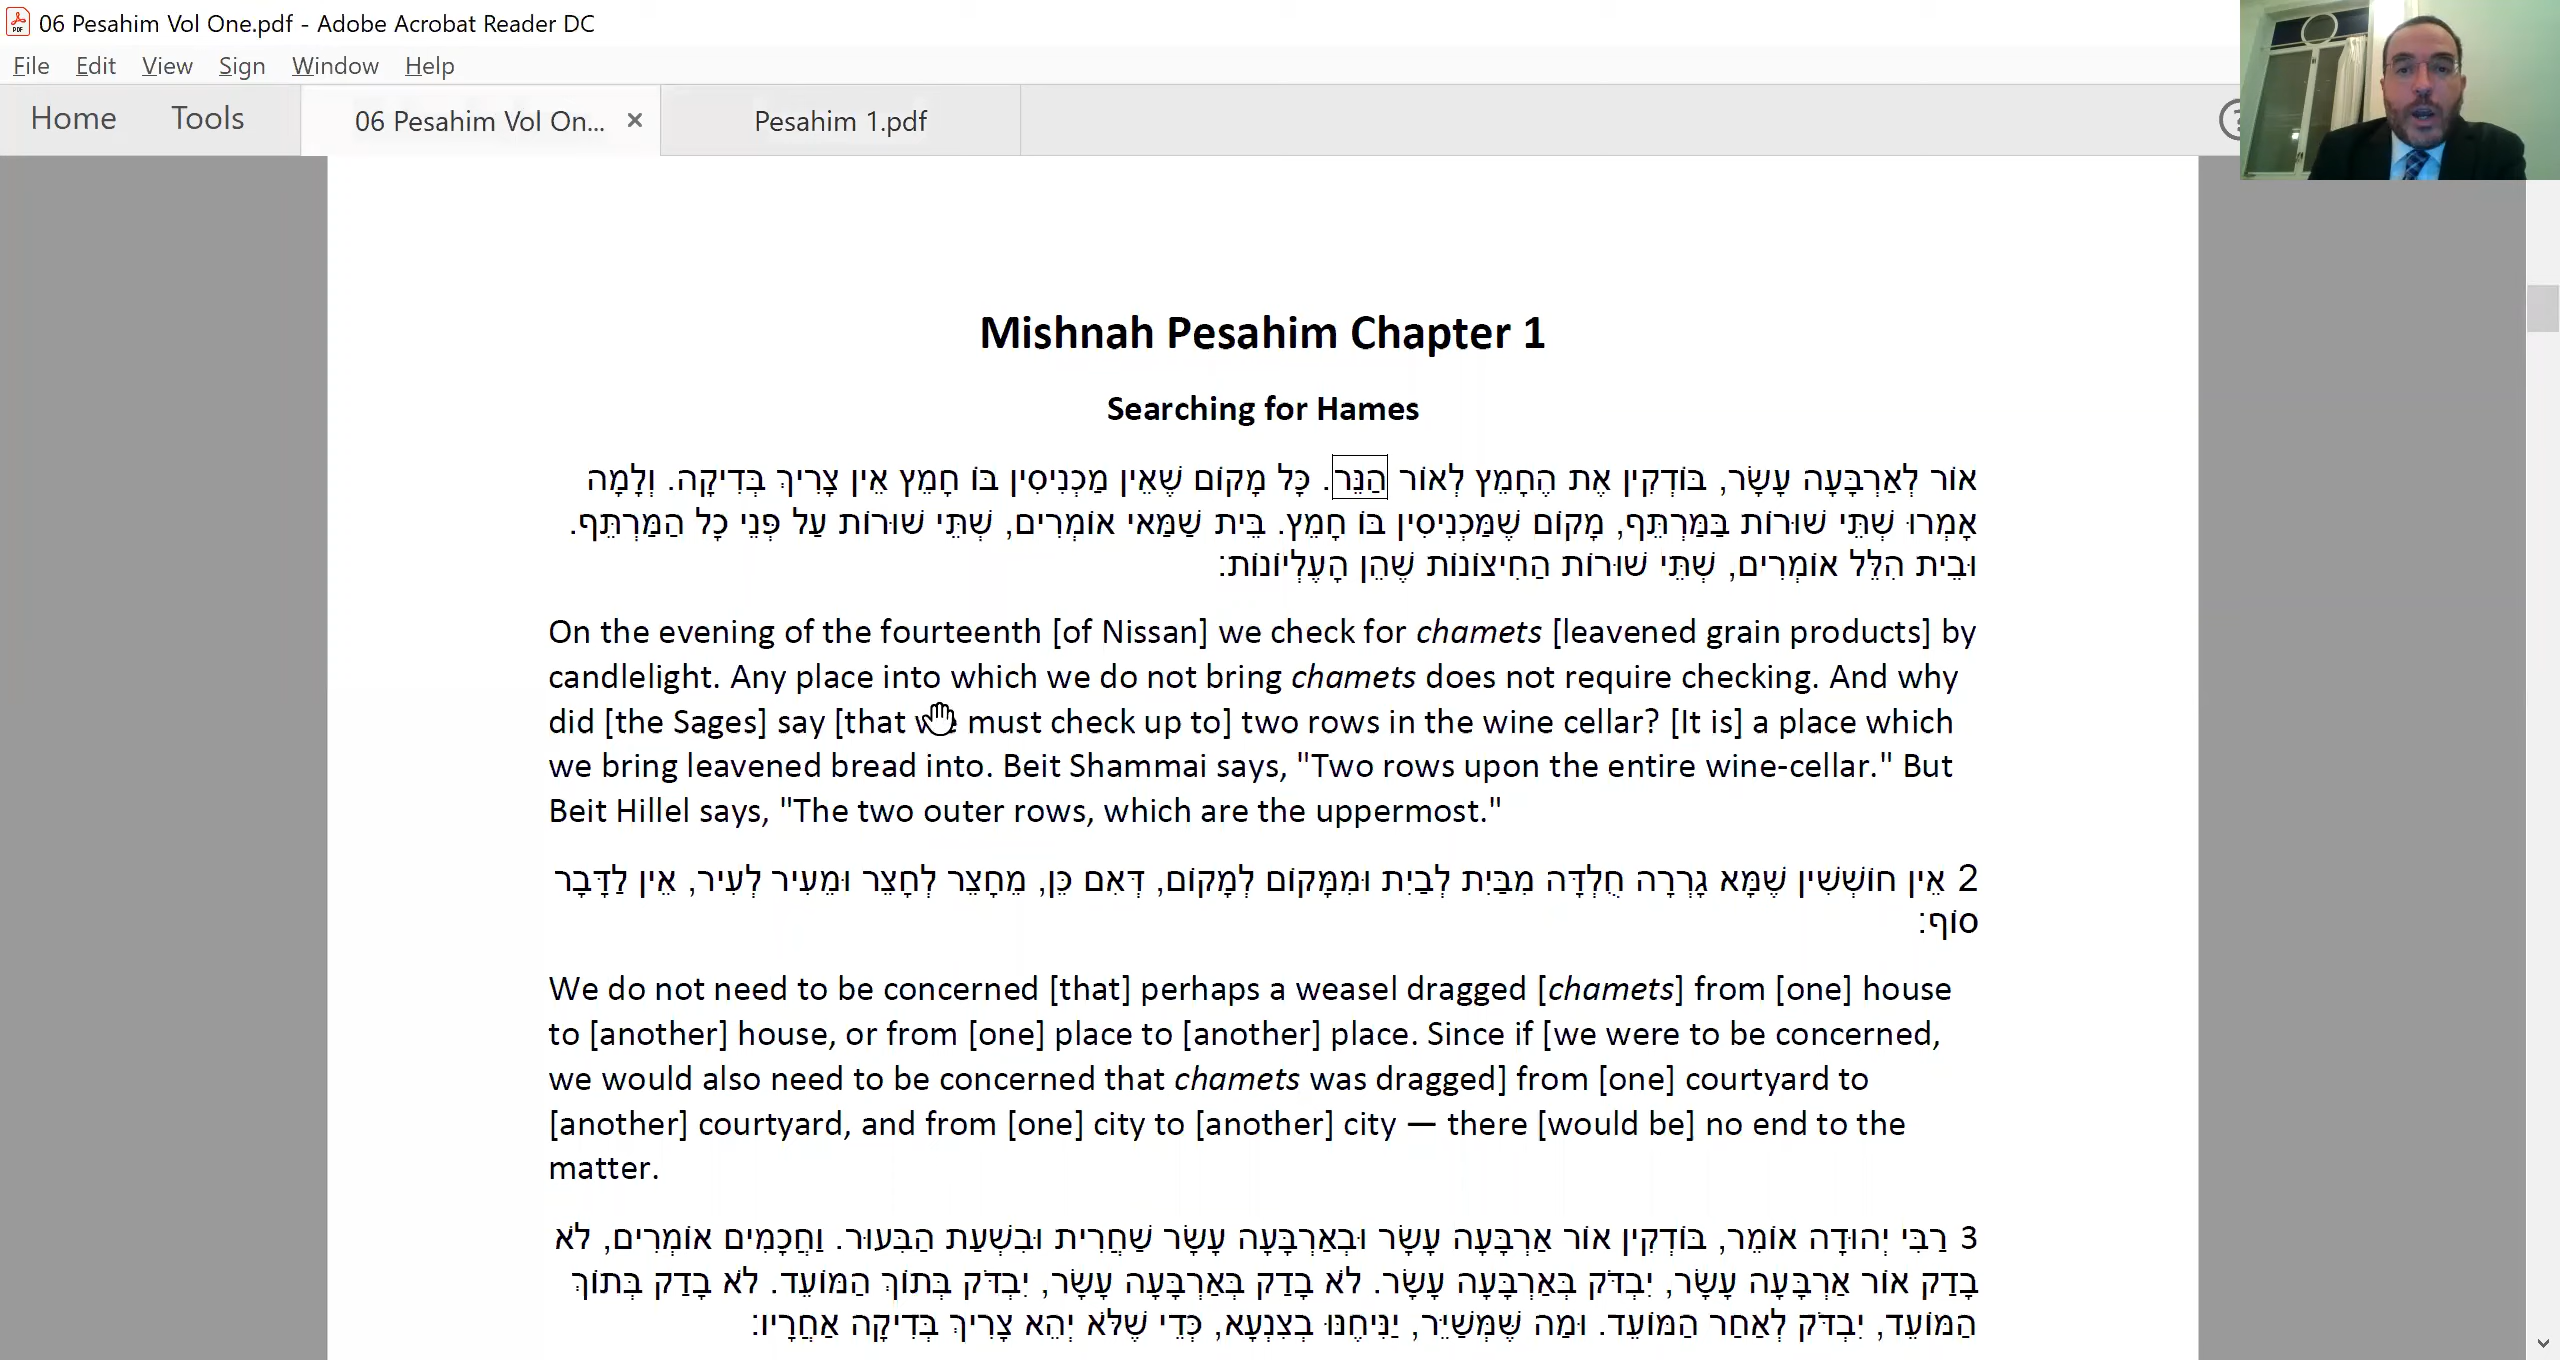 06 Pesahim Vol One.pdf - Adobe Acrobat Reader DC
File Edit View Sign Window Help
Home Tools 06 Pesahim Vol On... Pesahim 1.pdf
Mishnah Pesahim Chapter 1
Searching for Hames
אוֹר לְאַרְבָּעָה עָשָׂר, בּוֹדְקִין אֶת הֶחָמֵץ לְאוֹר הַנֵּר. כָּל מָקוֹם שֶׁאֵין מַכְנִיסִין בּוֹ חָמֵץ אֵין צָרִיךְ בְּדִיקָה. וְלָמָה
אָמְרוּ שְׁתֵּי שׁוּרוֹת בַּמַּרְתֵּף, מָקוֹם שֶׁמַּכְנִיסִין בּוֹ חָמֵץ. בֵּית שַׁמַּאי אוֹמְרִים, שְׁתֵּי שׁוּרוֹת עַל פְּנֵי כָל הַמַּרְתֵּף.
וּבֵית הִלֵּל אוֹמְרִים, שְׁתֵּי שׁוּרוֹת הַחִיצוֹנוֹת שֶׁהֵן הָעֶלְיוֹנוֹת:
On the evening of the fourteenth [of Nissan] we check for chamets [leavened grain products] by
candlelight. Any place into which we do not bring chamets does not require checking. And why
did [the Sages] say [that we must check up to] two rows in the wine cellar? [It is] a place which
we bring leavened bread into. Beit Shammai says, "Two rows upon the entire wine-cellar." But
Beit Hillel says, "The two outer rows, which are the uppermost."
2 אֵין חוֹשְׁשִׁין שֶׁמָּא גָרְרָה חֻלְדָּה מִבַּיִת לְבַיִת וּמִמָּקוֹם לְמָקוֹם, דְּאִם כֵּן, מֵחָצֵר לְחָצֵר וּמֵעִיר לְעִיר, אֵין לַדָּבָר
סוֹף:
We do not need to be concerned [that] perhaps a weasel dragged [chamets] from [one] house
to [another] house, or from [one] place to [another] place. Since if [we were to be concerned,
we would also need to be concerned that chamets was dragged] from [one] courtyard to
[another] courtyard, and from [one] city to [another] city — there [would be] no end to the
matter.
3 רַבִּי יְהוּדָה אוֹמֵר, בּוֹדְקִין אוֹר אַרְבָּעָה עָשָׂר וּבְאַרְבָּעָה עָשָׂר שַׁחֲרִית וּבִשְׁעַת הַבִּעוּר. וַחֲכָמִים אוֹמְרִים, לֹא
בָדַק אוֹר אַרְבָּעָה עָשָׂר, יִבְדֹּק בְּאַרְבָּעָה עָשָׂר. לֹא בָדַק בְּאַרְבָּעָה עָשָׂר, יִבְדֹּק בְּתוֹךְ הַמּוֹעֵד. לֹא בָדַק בְּתוֹךְ
הַמּוֹעֵד, יִבְדֹּק לְאַחַר הַמּוֹעֵד. וּמַה שֶּׁמְּשַׁיֵּר, יַנִּיחֶנּוּ בְצִנְעָא, כְּדֵי שֶׁלֹּא יְהֵא צָרִיךְ בְּדִיקָה אַחֲרָיו: